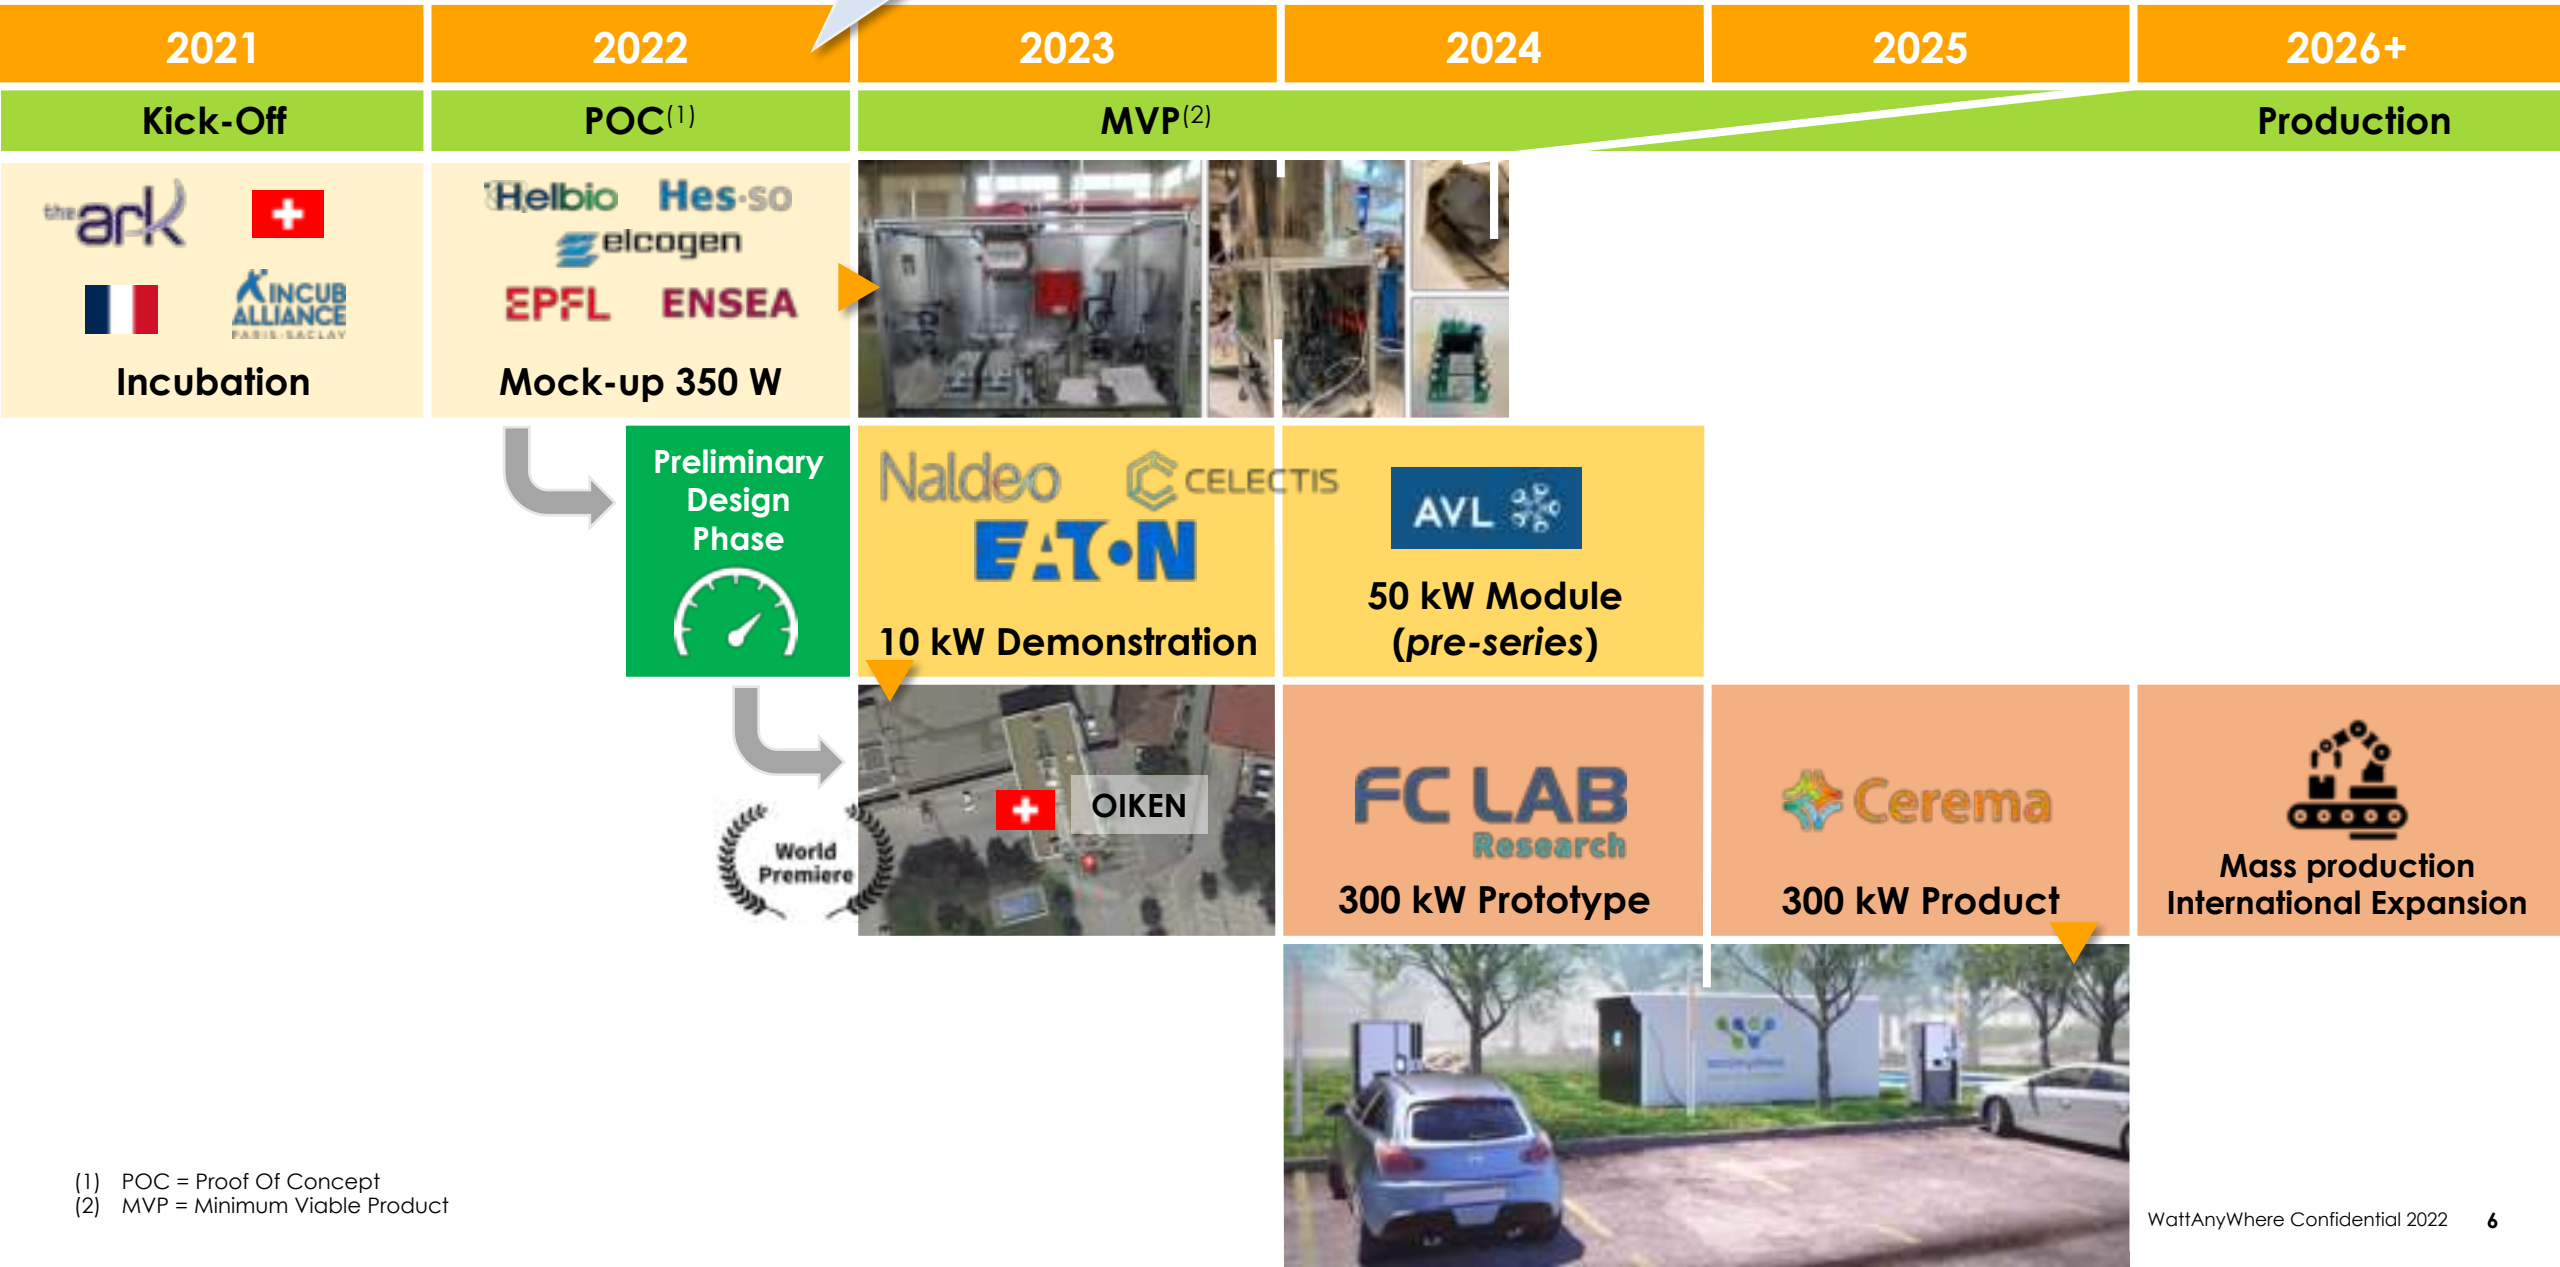 2021
2022
2023
2024
2025
2026+
Kick-Off
POC(1)
MVP(2)
Production
the ark
INCUB
ALLIANCE
PARIS-SACLAY
Incubation
Helbio
Hes·so
elcogen
EPFL
ENSEA
Mock-up 350 W
Preliminary
Design
Phase
Naldeo
CELECTIS
EATON
10 kW Demonstration
AVL
50 kW Module
(pre-series)
World
Premiere
OIKEN
FC LAB
Research
300 kW Prototype
Cerema
300 kW Product
Mass production
International Expansion
(1) POC = Proof Of Concept
(2) MVP = Minimum Viable Product
WattAnyWhere Confidential 2022 6